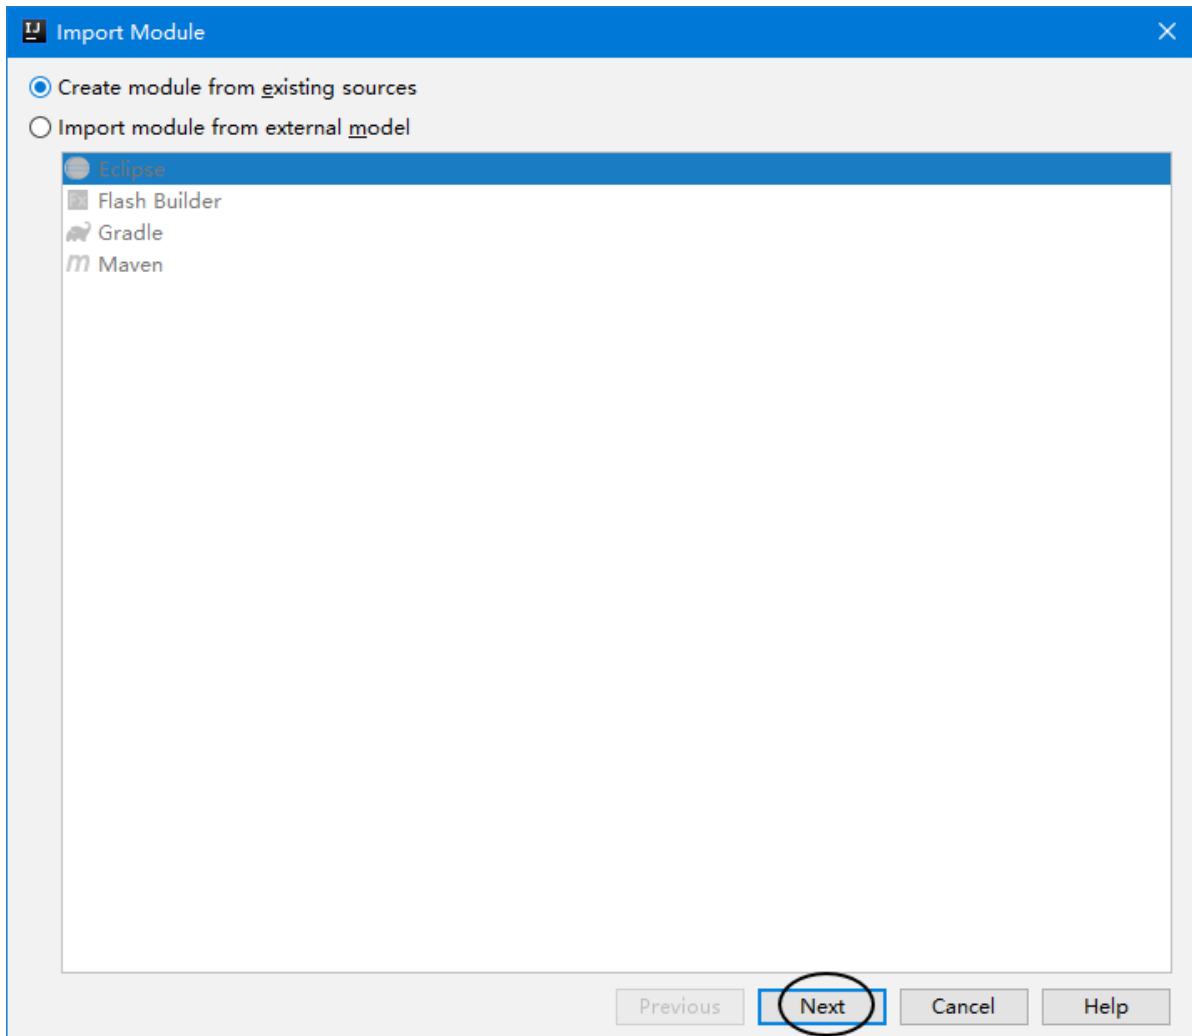 IJ Import Module
Create module from existing sources
Import module from external model
Eclipse
Flash Builder
Gradle
Maven
Previous Next Cancel Help